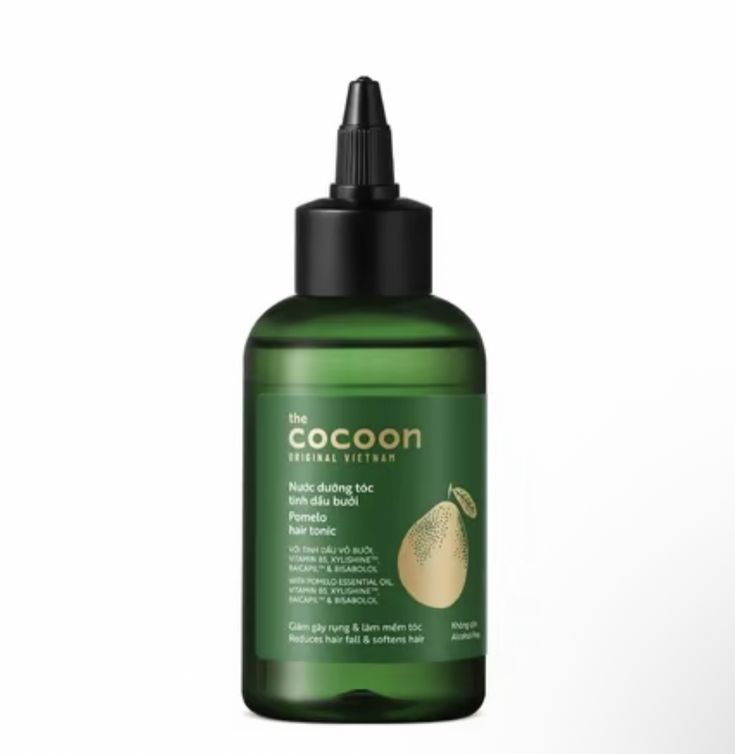 the
cocoon
ORIGINAL VIETNAM
Nước dưỡng tóc
tinh dầu bưởi
Pomelo
hair tonic
VỚI TINH DẦU VỎ BƯỞI,
VITAMIN B5, XYLISHINE™,
BAICAPIL™ & BISABOLOL
WITH POMELO ESSENTIAL OIL,
VITAMIN B5, XYLISHINE™,
BAICAPIL™ & BISABOLOL
Giảm gãy rụng & làm mềm tóc
Reduces hair fall & softens hair
Không
Alcohol